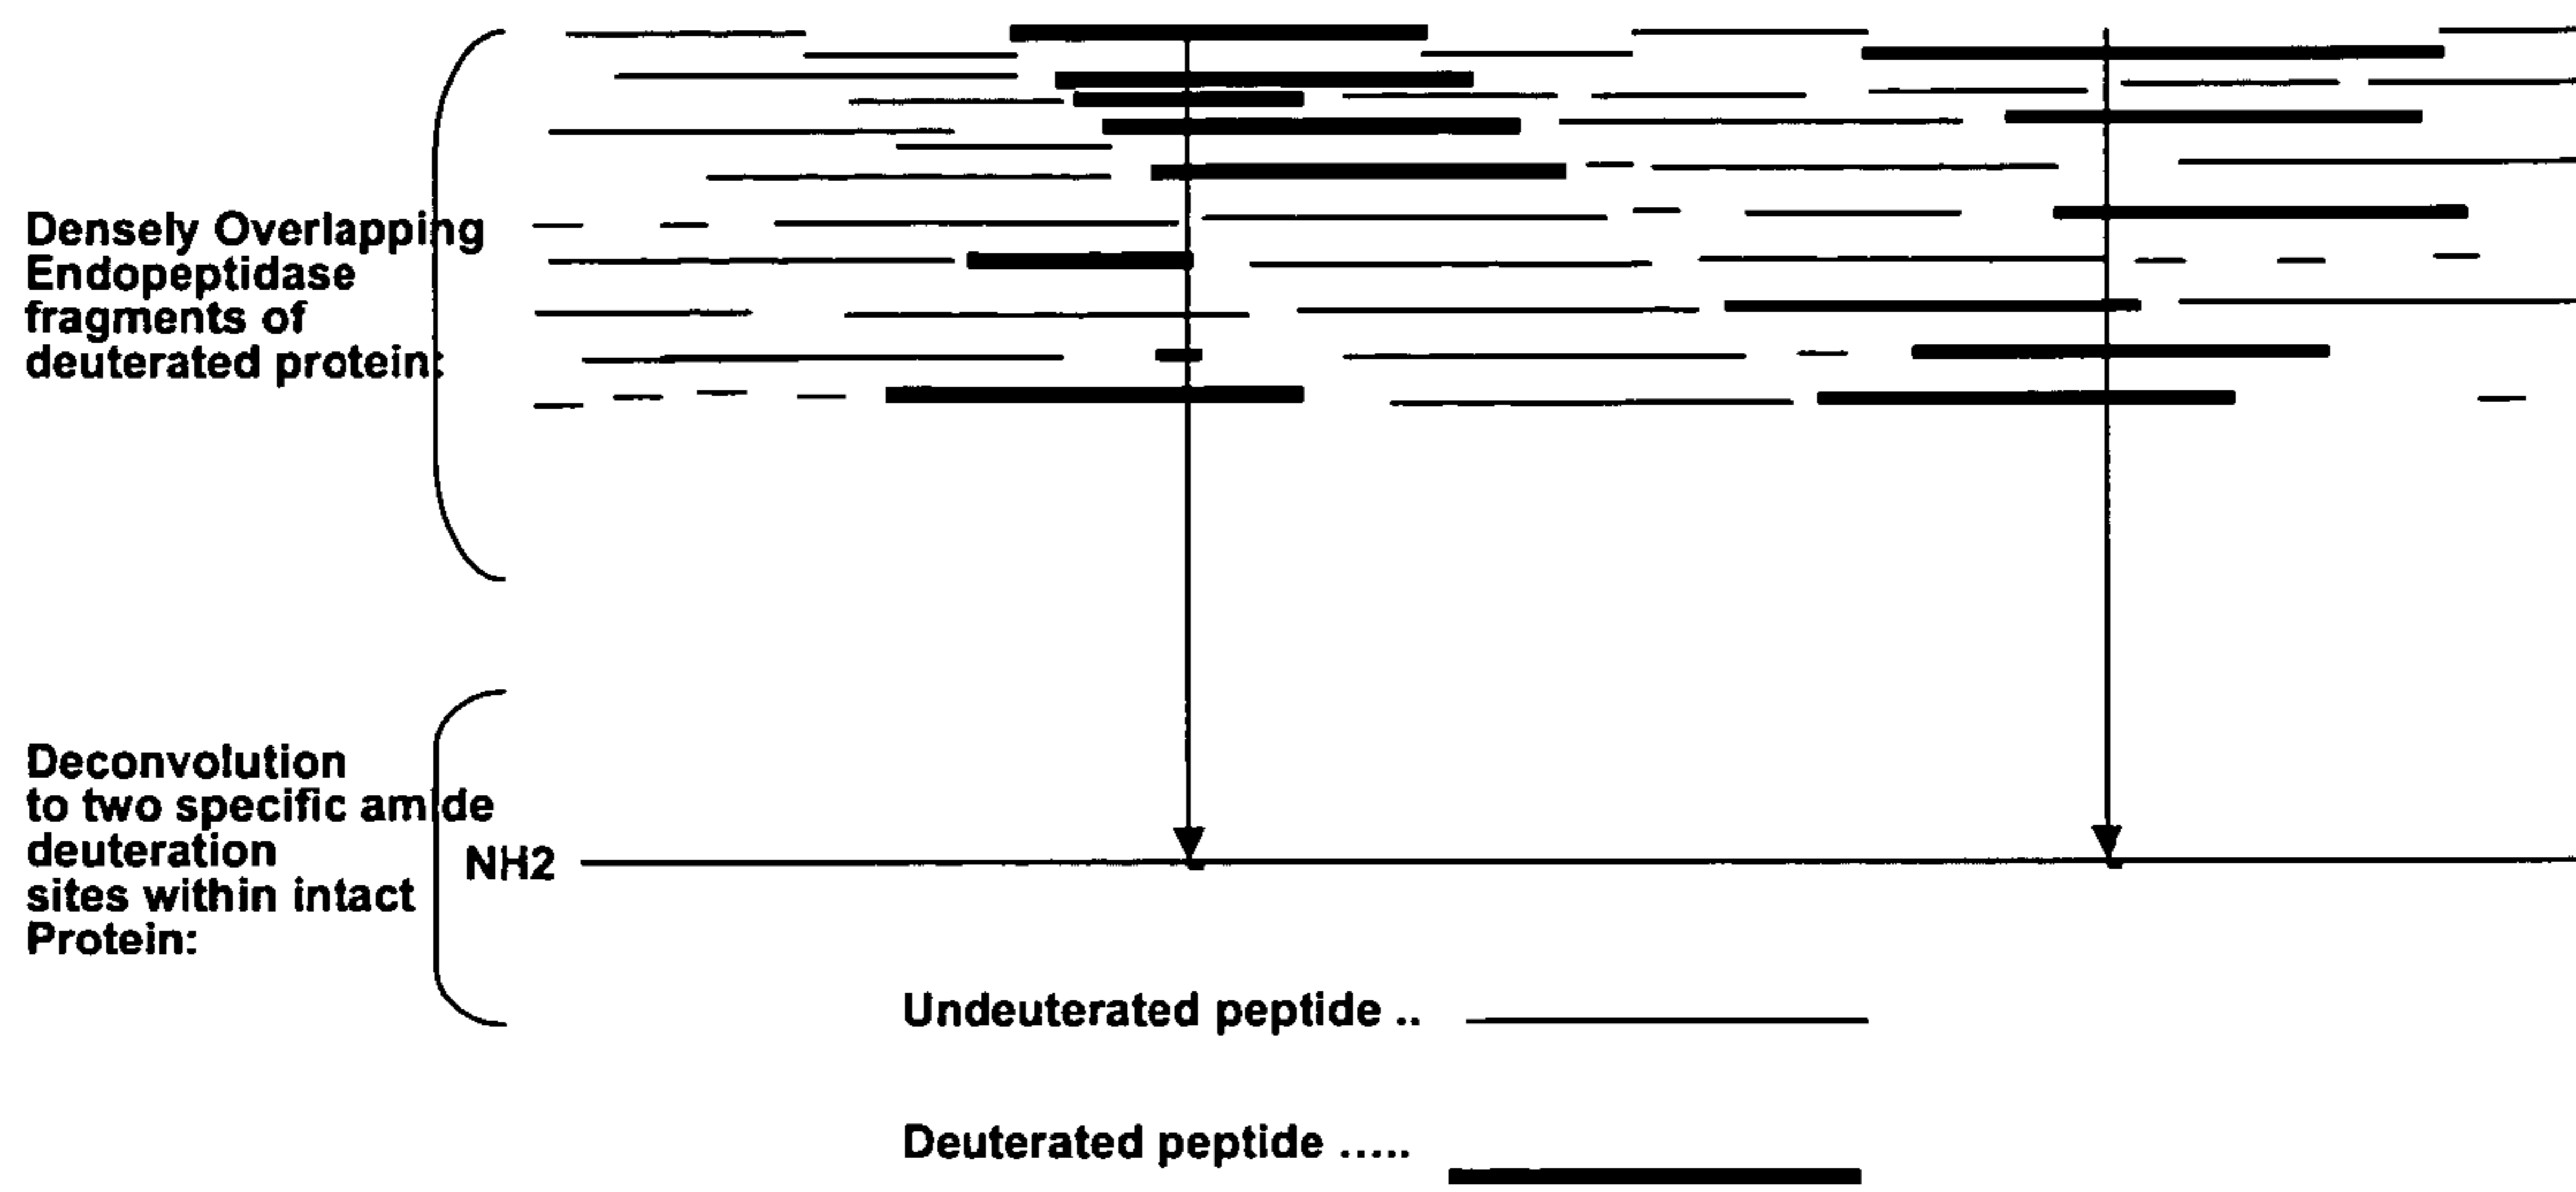 Densely Overlapping
Endopeptidase
fragments of
deuterated protein:
Deconvolution
to two specific amide
deuteration
sites within intact
Protein:
NH2
Undeuterated peptide ..
Deuterated peptide .....